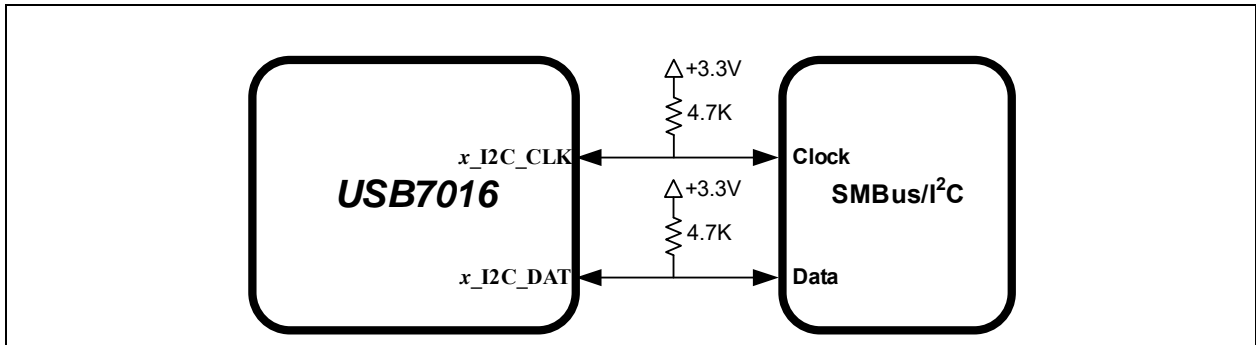 +3.3V
4.7K
x_I2C_CLK
Clock
USB7016
SMBus/I²C
+3.3V
4.7K
x_I2C_DAT
Data